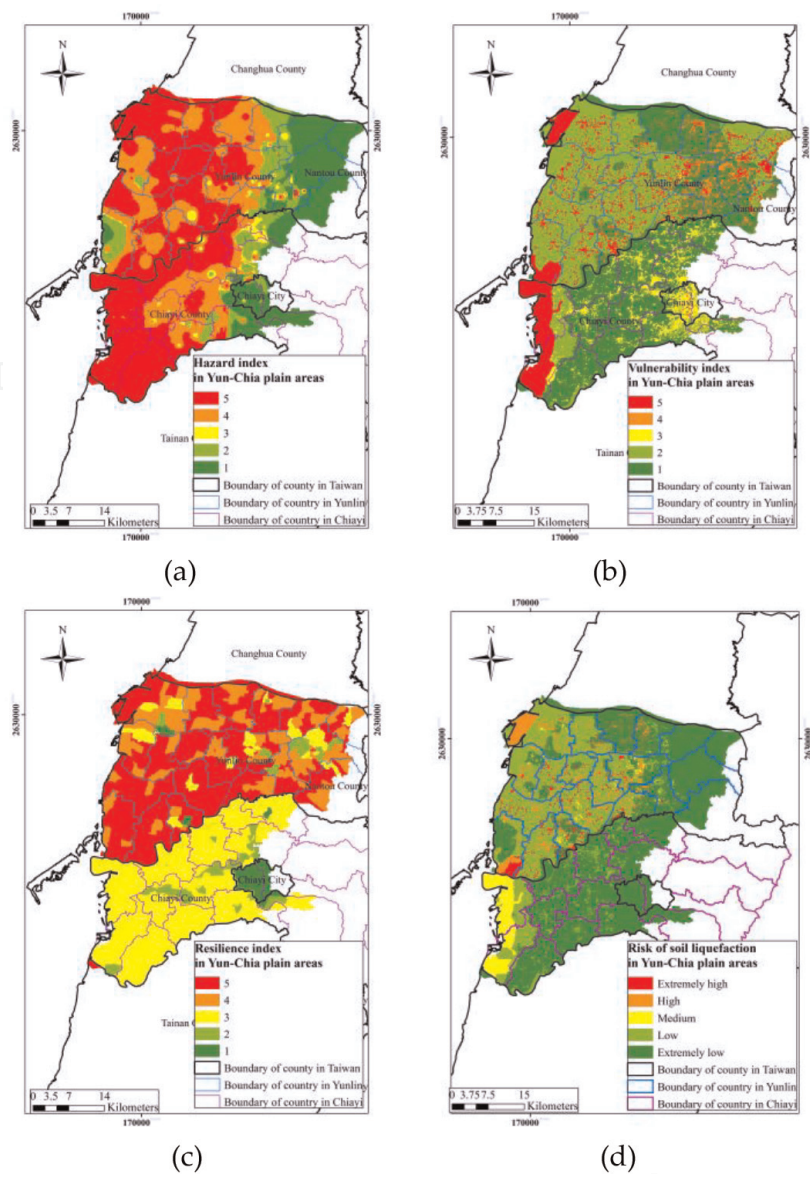 170000
N
Changhua County
2630000
2630000
Yunlin County
Nantou County
Chiayi City
Chiayi County
Hazard index
in Yun-Chia plain areas
5
4
3
2
1
Tainan C
Boundary of county in Taiwan
Boundary of country in Yunlin
Boundary of country in Chiayi
0 3.5 7 14
Kilometers
170000
(a)
170000
N
Changhua County
2630000
2630000
Yunlin County
Nantou County
Chiayi City
Chiayi County
Vulnerability index
in Yun-Chia plain areas
5
4
3
2
1
Tainan C
Boundary of county in Taiwan
Boundary of country in Yunlin
Boundary of country in Chiayi
0 3.75 7.5 15
Kilometers
170000
(b)
170000
N
Changhua County
2630000
2630000
Yunlin County
Nantou County
Chiayi City
Chiayi County
Resilience index
in Yun-Chia plain areas
5
4
3
2
1
Tainan C
Boundary of county in Taiwan
Boundary of country in Yunlin
Boundary of country in Chiayi
0 3.5 7 14
Kilometers
170000
(c)
170000
N
2630000
2630000
Risk of soil liquefaction
in Yun-Chia plain areas
Extremely high
High
Medium
Low
Extremely low
Boundary of county in Taiwan
Boundary of country in Yunlin
Boundary of country in Chiayi
0 3.75 7.5 15
Kilometers
170000
(d)